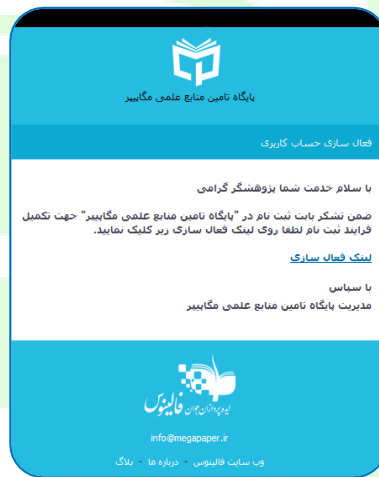 پایگاه تامین منابع علمی مگاپیپر
فعال سازی حساب کاربری
با سلام خدمت شما پژوهشگر گرامی
ضمن تشکر بابت ثبت نام در "پایگاه تامین منابع علمی مگاپیپر" جهت تکمیل
فرایند ثبت نام لطفا روی لینک فعال سازی زیر کلیک نمایید.
لینک فعال سازی
با سپاس
مدیریت پایگاه تامین منابع علمی مگاپیپر
ایده پردازان جوان فالینوس
info@megapaper.ir
وب سایت فالینوس - درباره ما - بلاگ